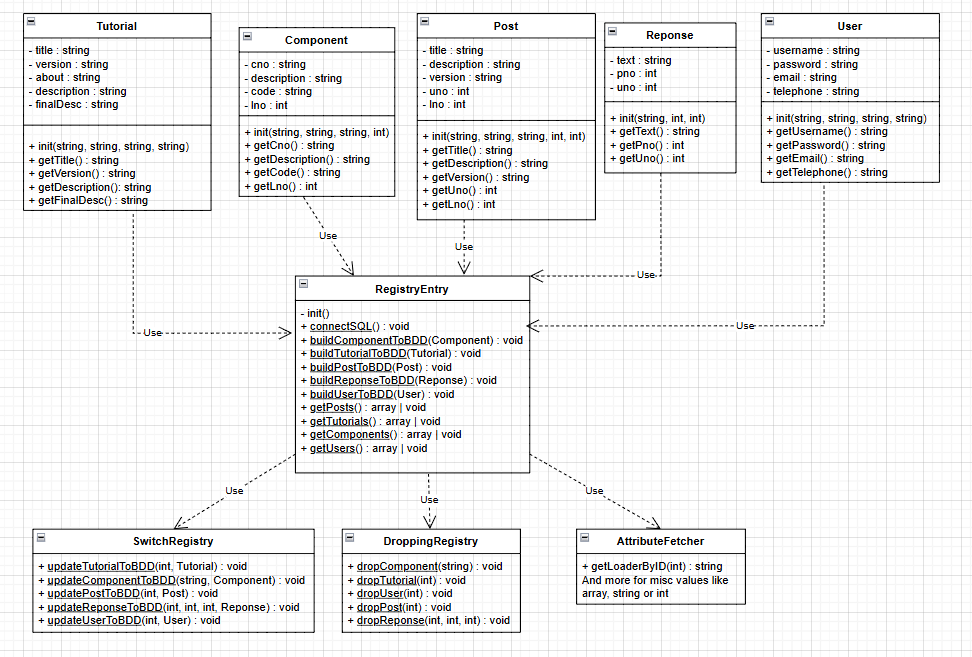 Tutorial
- title : string
- version : string
- about : string
- description : string
- finalDesc : string
+ init(string, string, string, string)
+ getTitle() : string
+ getVersion() : string
+ getDescription(): string
+ getFinalDesc() : string
Component
- cno : string
- description : string
- code : string
- lno : int
+ init(string, string, string, int)
+ getCno() : string
+ getDescription() : string
+ getCode() : string
+ getLno() : int
Post
- title : string
- description : string
- version : string
- uno : int
- lno : int
+ init(string, string, string, int, int)
+ getTitle() : string
+ getDescription() : string
+ getVersion() : string
+ getUno() : int
+ getLno() : int
Reponse
- text : string
- pno : int
- uno : int
+ init(string, int, int)
+ getText() : string
+ getPno() : int
+ getUno() : int
User
- username : string
- password : string
- email : string
- telephone : string
+ init(string, string, string, string)
+ getUsername() : string
+ getPassword() : string
+ getEmail() : string
+ getTelephone() : string
Use
Use
Use
Use
Use
RegistryEntry
- init()
+ connectSQL() : void
+ buildComponentToBDD(Component) : void
+ buildTutorialToBDD(Tutorial) : void
+ buildPostToBDD(Post) : void
+ buildReponseToBDD(Reponse) : void
+ buildUserToBDD(User) : void
+ getPosts() : array | void
+ getTutorials() : array | void
+ getComponents() : array | void
+ getUsers() : array | void
Use
Use
Use
SwitchRegistry
+ updateTutorialToBDD(int, Tutorial) : void
+ updateComponentToBDD(string, Component) : void
+ updatePostToBDD(int, Post) : void
+ updateReponseToBDD(int, int, int, Reponse) : void
+ updateUserToBDD(int, User) : void
DroppingRegistry
+ dropComponent(string) : void
+ dropTutorial(int) : void
+ dropUser(int) : void
+ dropPost(int) : void
+ dropReponse(int, int, int) : void
AttributeFetcher
+ getLoaderByID(int) : string
And more for misc values like
array, string or int